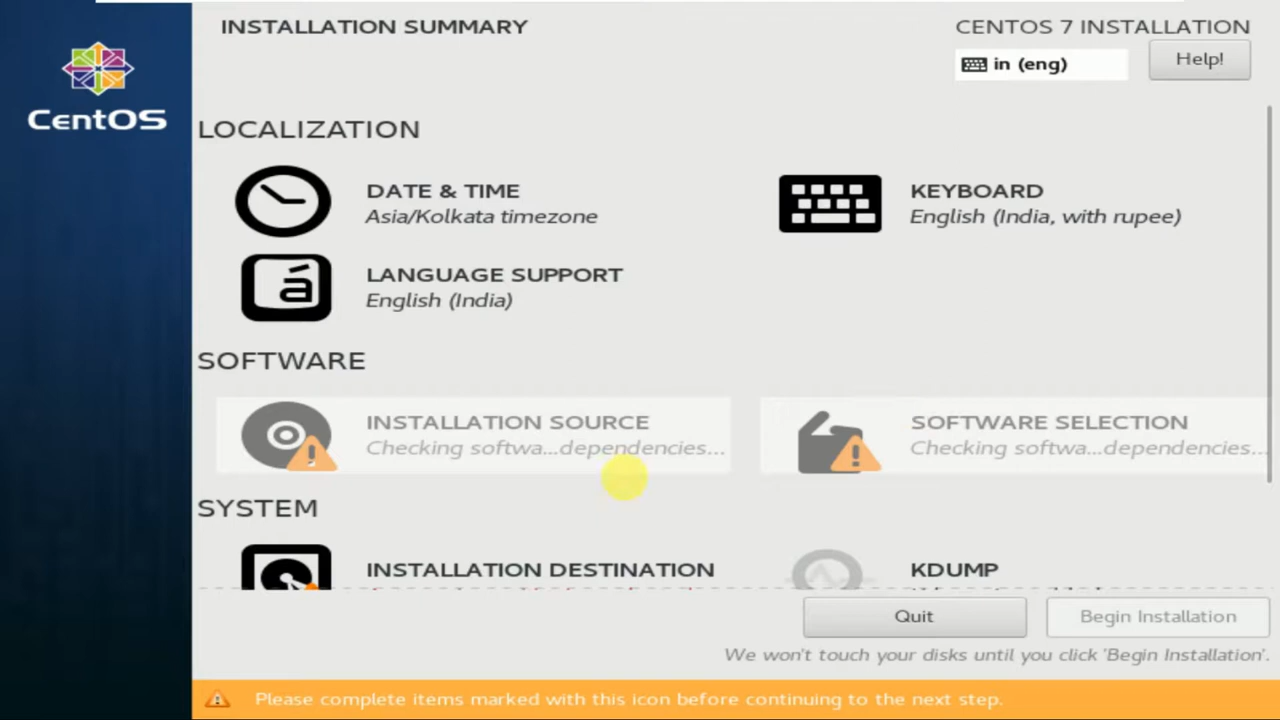 INSTALLATION SUMMARY
CENTOS 7 INSTALLATION
in (eng)
Help!
CentOS
LOCALIZATION
DATE & TIME
Asia/Kolkata timezone
KEYBOARD
English (India, with rupee)
á
LANGUAGE SUPPORT
English (India)
SOFTWARE
INSTALLATION SOURCE
Checking softwa...dependencies...
SOFTWARE SELECTION
Checking softwa...dependencies...
SYSTEM
INSTALLATION DESTINATION
KDUMP
Quit
Begin Installation
We won't touch your disks until you click 'Begin Installation'.
Please complete items marked with this icon before continuing to the next step.